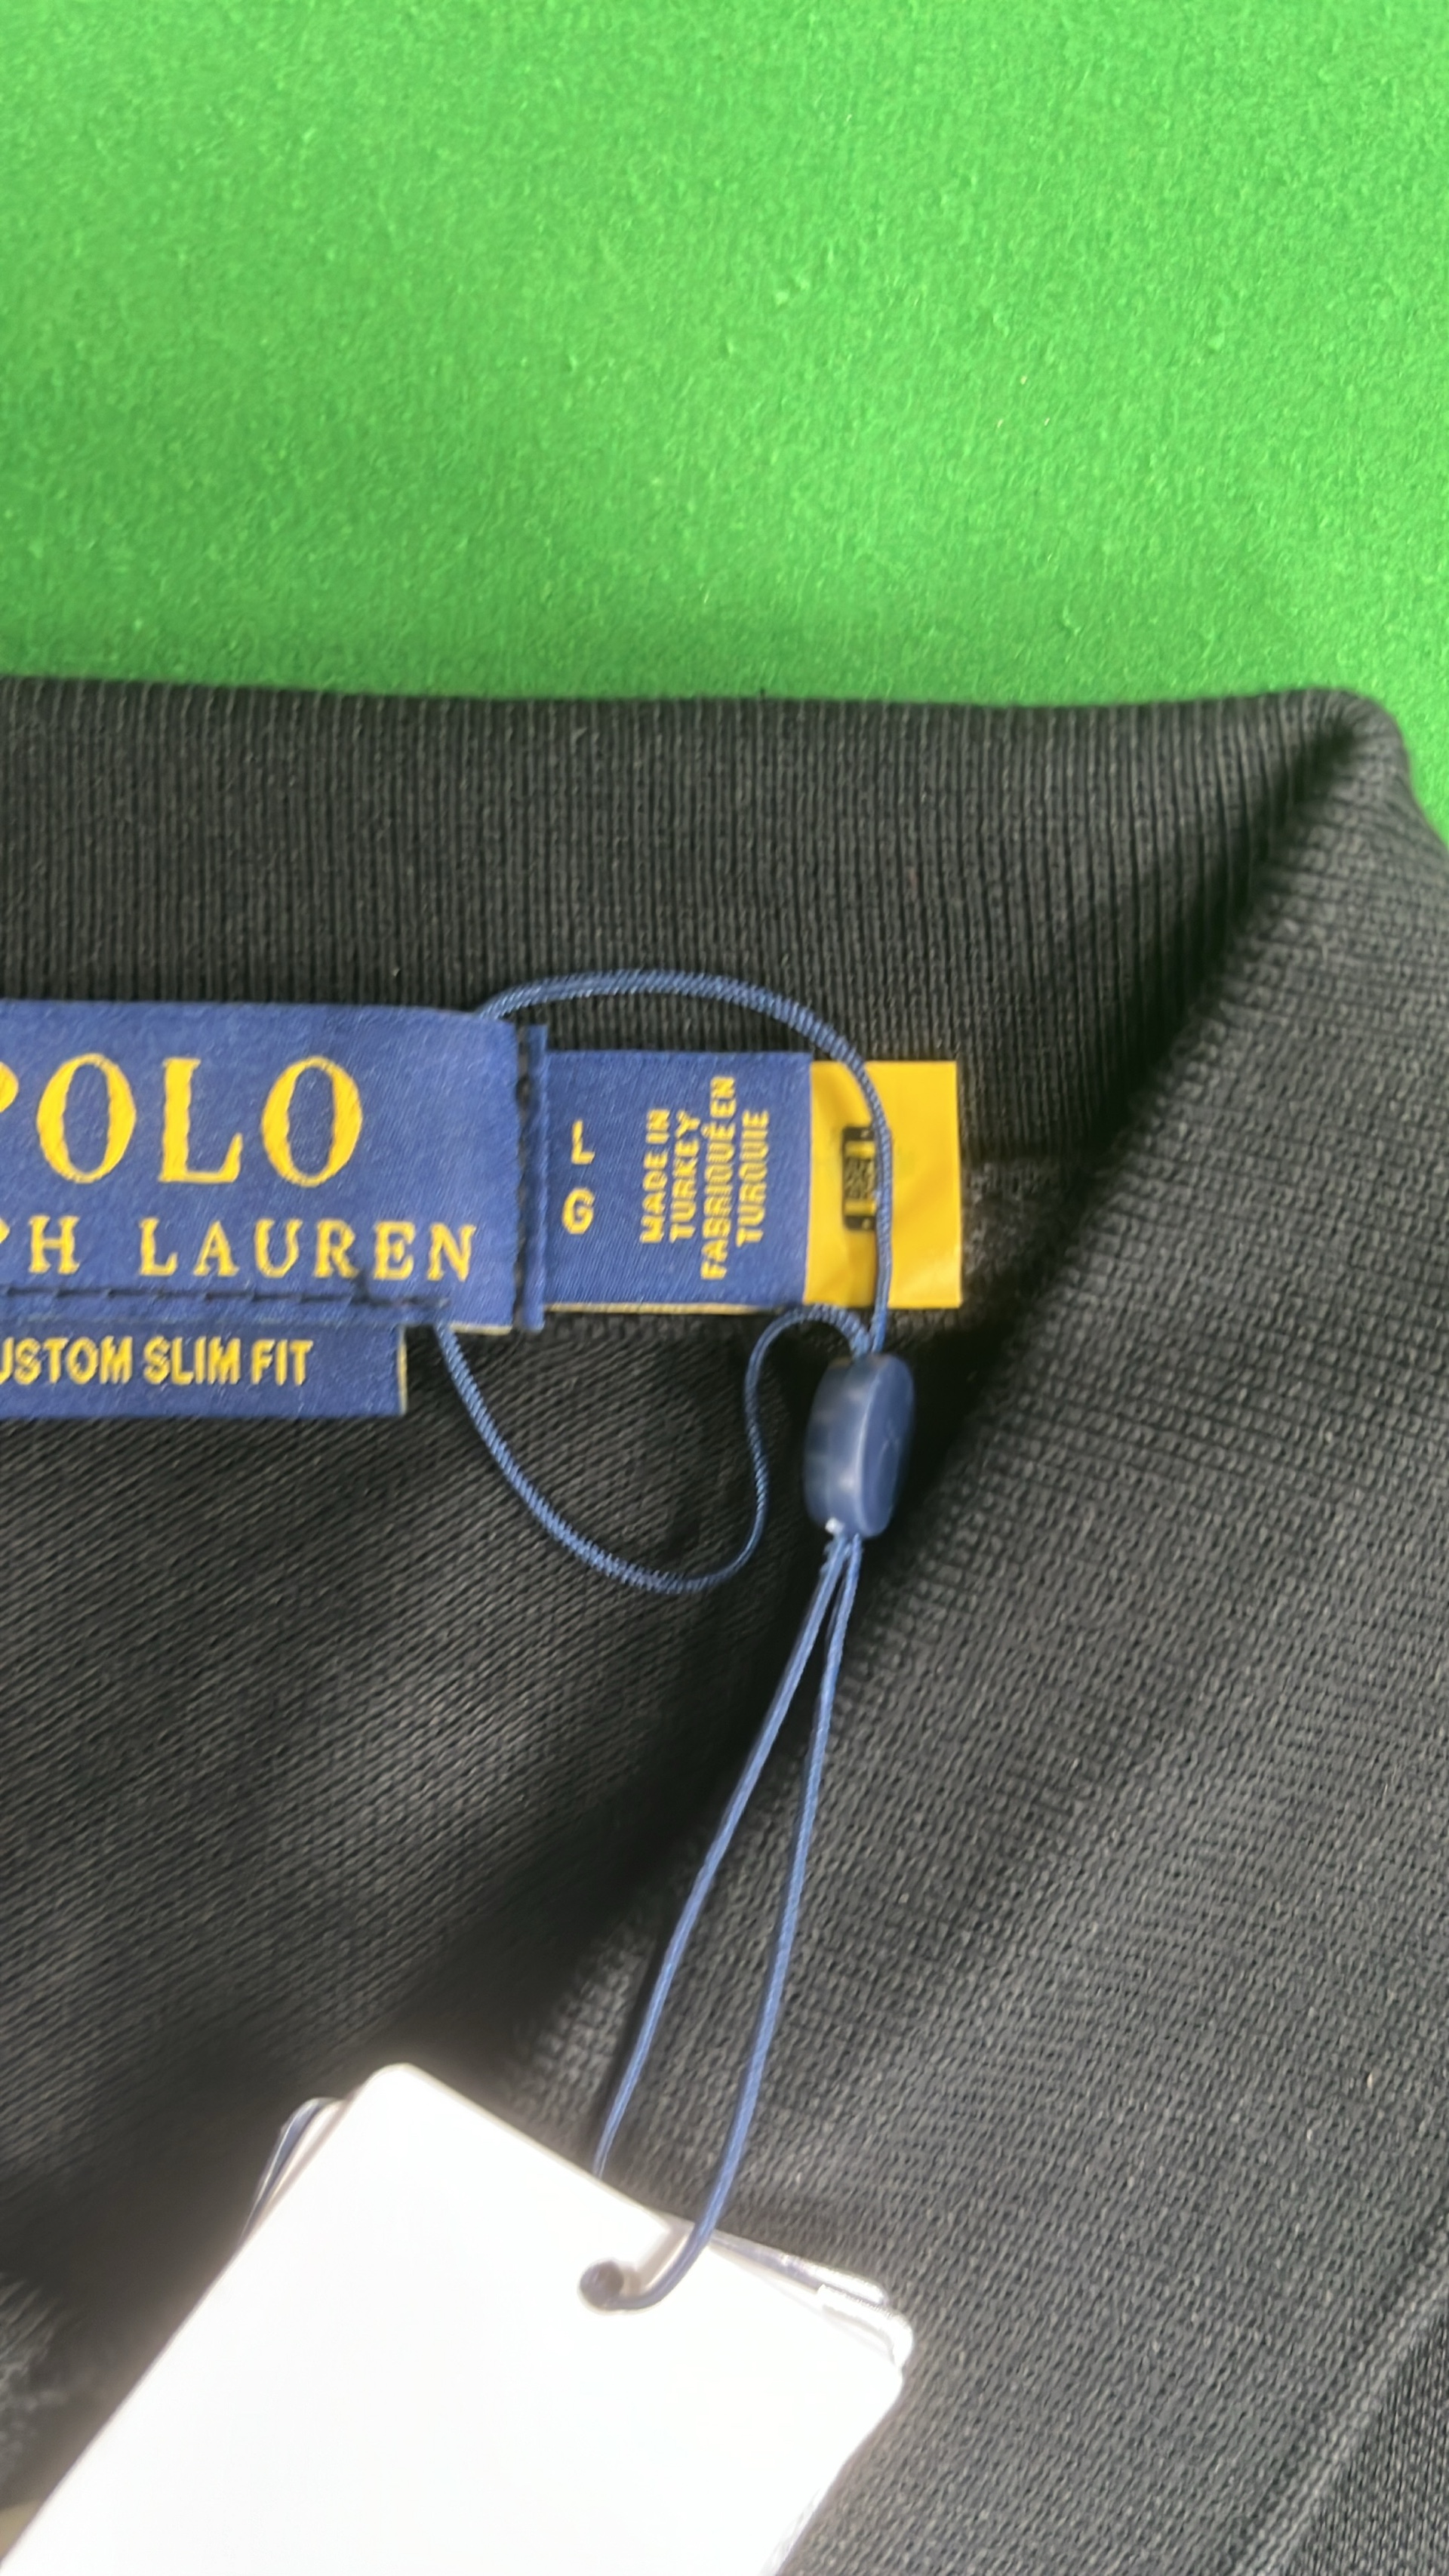 POLO
PH LAUREN
USTOM SLIM FIT
L
G
MADE IN
TURKEY
FABRIQUÉ EN
TURQUIE